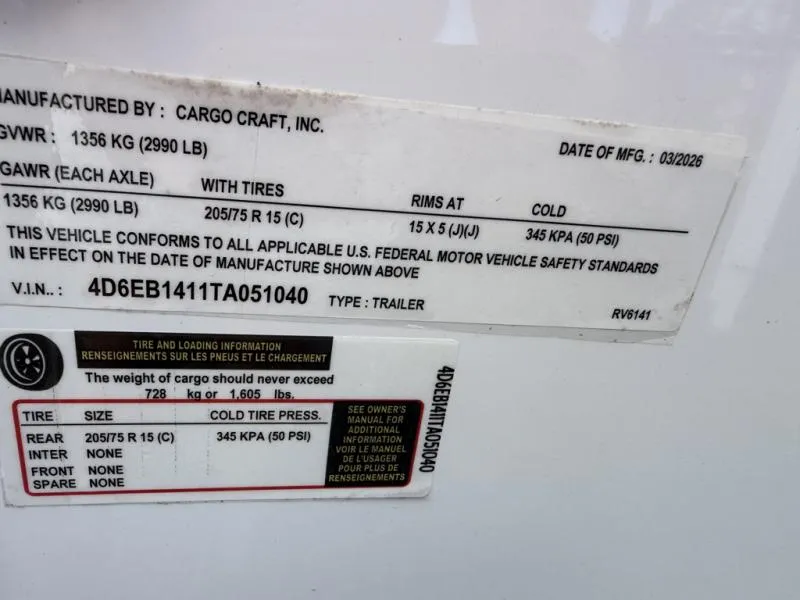 MANUFACTURED BY : CARGO CRAFT, INC.
GVWR : 1356 KG (2990 LB)
DATE OF MFG. : 03/2026
GAWR (EACH AXLE) WITH TIRES RIMS AT COLD
1356 KG (2990 LB) 205/75 R 15 (C) 15 X 5 (J)(J) 345 KPA (50 PSI)
THIS VEHICLE CONFORMS TO ALL APPLICABLE U.S. FEDERAL MOTOR VEHICLE SAFETY STANDARDS
IN EFFECT ON THE DATE OF MANUFACTURE SHOWN ABOVE
V.I.N.. : 4D6EB1411TA051040 TYPE : TRAILER RV6141
TIRE AND LOADING INFORMATION
RENSEIGNEMENTS SUR LES PNEUS ET LE CHARGEMENT
The weight of cargo should never exceed
728 kg or 1,605 lbs.
TIRE SIZE COLD TIRE PRESS.
REAR 205/75 R 15 (C) 345 KPA (50 PSI)
INTER NONE
FRONT NONE
SPARE NONE
SEE OWNER'S
MANUAL FOR
ADDITIONAL
INFORMATION
VOIR LE MANUEL
DE L'USAGER
POUR PLUS DE
RENSEIGNEMENTS
4D6EB1411TA051040